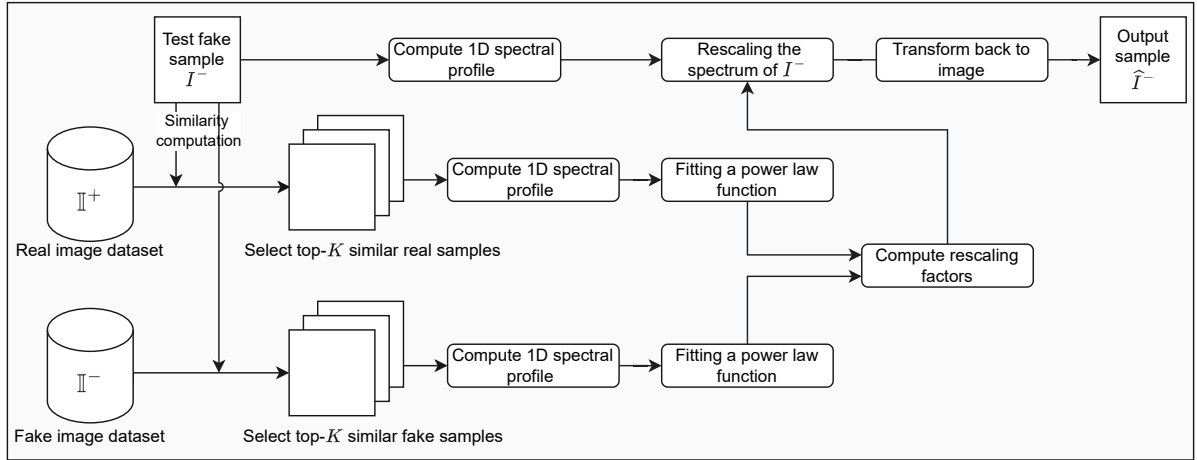 Test fake
sample
I⁻
Compute 1D spectral
profile
Rescaling the
spectrum of I⁻
Transform back to
image
Output
sample
Î⁻
Similarity
computation
𝕀⁺
Real image dataset
Select top-K similar real samples
Compute 1D spectral
profile
Fitting a power law
function
Compute rescaling
factors
𝕀⁻
Fake image dataset
Select top-K similar fake samples
Compute 1D spectral
profile
Fitting a power law
function